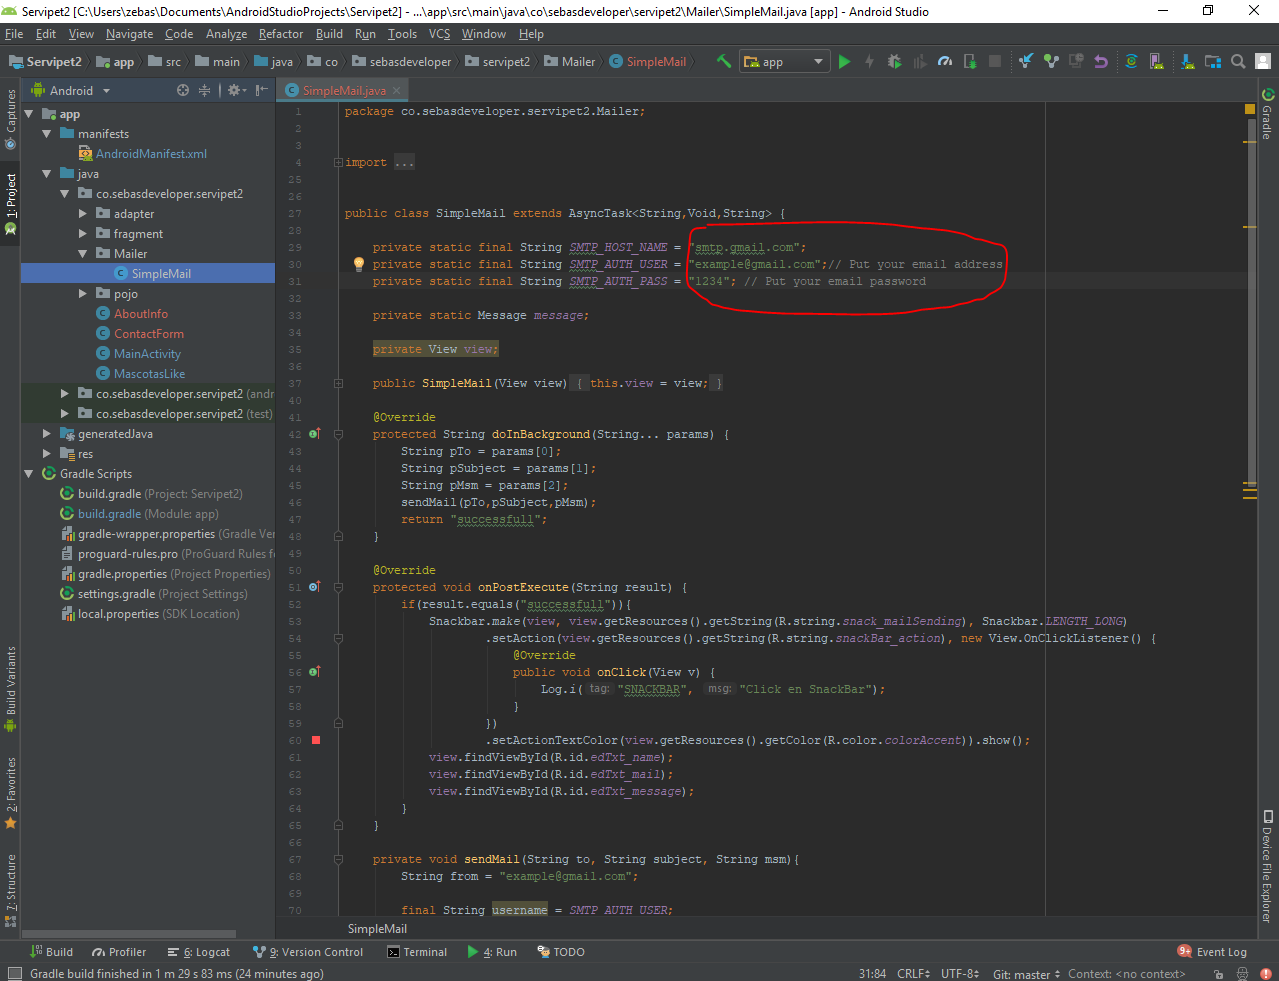 Servipet2 [C:\Users\zebas\Documents\AndroidStudioProjects\Servipet2] - ...\app\src\main\java\co\sebasdeveloper\servipet2\Mailer\SimpleMail.java [app] - Android Studio
File Edit View Navigate Code Analyze Refactor Build Run Tools VCS Window Help
Servipet2 app src main java co sebasdeveloper servipet2 Mailer SimpleMail app
Android
SimpleMail.java
Captures
1: Project
Build Variants
2: Favorites
7: Structure
app
manifests
AndroidManifest.xml
java
co.sebasdeveloper.servipet2
adapter
fragment
Mailer
SimpleMail
pojo
AboutInfo
ContactForm
MainActivity
MascotasLike
co.sebasdeveloper.servipet2 (andr
co.sebasdeveloper.servipet2 (test)
generatedJava
res
Gradle Scripts
build.gradle (Project: Servipet2)
build.gradle (Module: app)
gradle-wrapper.properties (Gradle Ver
proguard-rules.pro (ProGuard Rules fo
gradle.properties (Project Properties)
settings.gradle (Project Settings)
local.properties (SDK Location)
1 package co.sebasdeveloper.servipet2.Mailer;
2
3
4 import ...
25
26
27 public class SimpleMail extends AsyncTask<String,Void,String> {
28
29 private static final String SMTP_HOST_NAME = "smtp.gmail.com";
30 private static final String SMTP_AUTH_USER = "example@gmail.com";// Put your email address
31 private static final String SMTP_AUTH_PASS = "1234"; // Put your email password
32
33 private static Message message;
34
35 private View view;
36
37 public SimpleMail(View view) { this.view = view; }
40
41 @Override
42 protected String doInBackground(String... params) {
43 String pTo = params[0];
44 String pSubject = params[1];
45 String pMsm = params[2];
46 sendMail(pTo,pSubject,pMsm);
47 return "successfull";
48 }
49
50 @Override
51 protected void onPostExecute(String result) {
52 if(result.equals("successfull")){
53 Snackbar.make(view, view.getResources().getString(R.string.snack_mailSending), Snackbar.LENGTH_LONG)
54 .setAction(view.getResources().getString(R.string.snackBar_action), new View.OnClickListener() {
55 @Override
56 public void onClick(View v) {
57 Log.i( tag: "SNACKBAR", msg: "Click en SnackBar");
58 }
59 })
60 .setActionTextColor(view.getResources().getColor(R.color.colorAccent)).show();
61 view.findViewById(R.id.edTxt_name);
62 view.findViewById(R.id.edTxt_mail);
63 view.findViewById(R.id.edTxt_message);
64 }
65 }
66
67 private void sendMail(String to, String subject, String msm){
68 String from = "example@gmail.com";
69
70 final String username = SMTP_AUTH_USER;
SimpleMail
Gradle
Device File Explorer
Build Profiler 6: Logcat 9: Version Control Terminal 4: Run TODO 9+ Event Log
Gradle build finished in 1 m 29 s 83 ms (24 minutes ago) 31:84 CRLF UTF-8 Git: master Context: <no context>